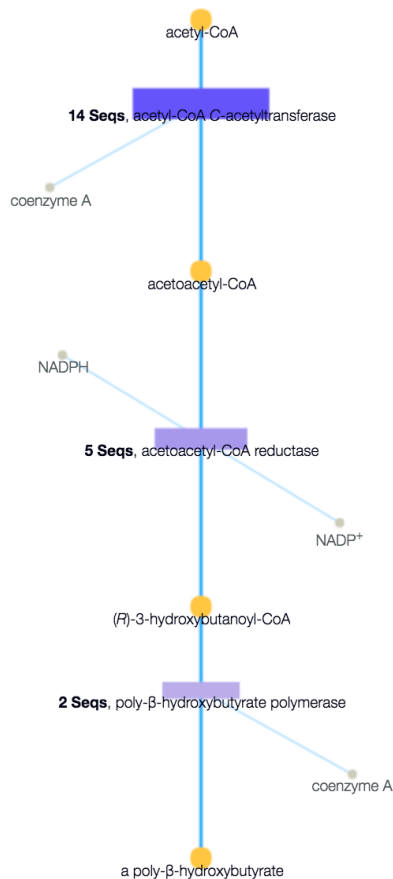 acetyl-CoA
14 Seqs, acetyl-CoA C-acetyltransferase
coenzyme A
acetoacetyl-CoA
NADPH
5 Seqs, acetoacetyl-CoA reductase
NADP⁺
(R)-3-hydroxybutanoyl-CoA
2 Seqs, poly-β-hydroxybutyrate polymerase
coenzyme A
a poly-β-hydroxybutyrate